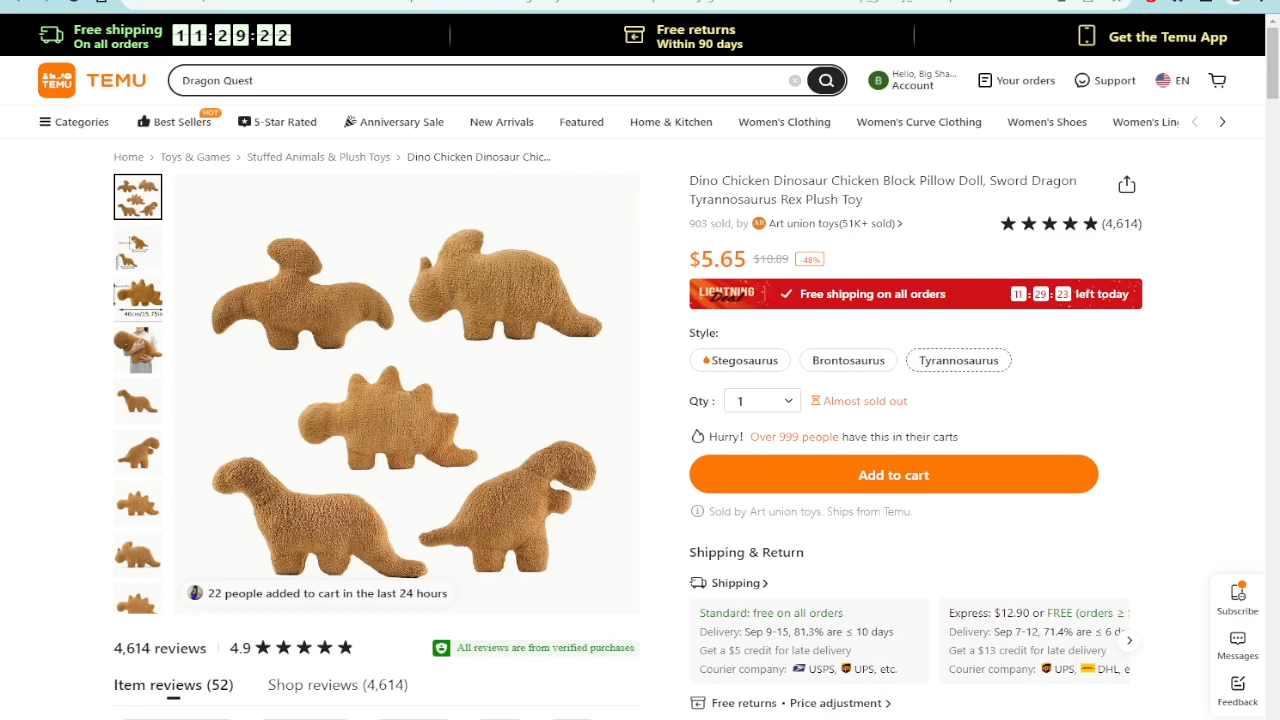 Free shipping
On all orders
11:29:22
Free returns
Within 90 days
Get the Temu App
TEMU
TEMU
Dragon Quest
B
Hello, Big Sha...
Account
Your orders
Support
EN
Categories
Best Sellers
HOT
5-Star Rated
Anniversary Sale
New Arrivals
Featured
Home & Kitchen
Women's Clothing
Women's Curve Clothing
Women's Shoes
Women's Lin
Home > Toys & Games > Stuffed Animals & Plush Toys > Dino Chicken Dinosaur Chic...
Dino Chicken Dinosaur Chicken Block Pillow Doll, Sword Dragon
Tyrannosaurus Rex Plush Toy
903 sold, by Art union toys(51K+ sold) >
(4,614)
$5.65 $10.89 -48%
LIGHTNING
Deal
Free shipping on all orders
11:29:23 left today
Style:
Stegosaurus
Brontosaurus
Tyrannosaurus
Qty : 1
Almost sold out
Hurry! Over 999 people have this in their carts
Add to cart
Sold by Art union toys. Ships from Temu.
40cm/15.75in
22 people added to cart in the last 24 hours
Shipping & Return
Shipping >
Standard: free on all orders
Delivery: Sep 9-15, 81.3% are ≤ 10 days
Get a $5 credit for late delivery
Courier company: USPS, UPS, etc.
Express: $12.90 or FREE (orders ≥
Delivery: Sep 7-12, 71.4% are ≤ 6 d
Get a $13 credit for late delivery
Courier company: UPS, DHL, e
Free returns • Price adjustment >
4,614 reviews
4.9
All reviews are from verified purchases
Item reviews (52)
Shop reviews (4,614)
Subscribe
Messages
Feedback